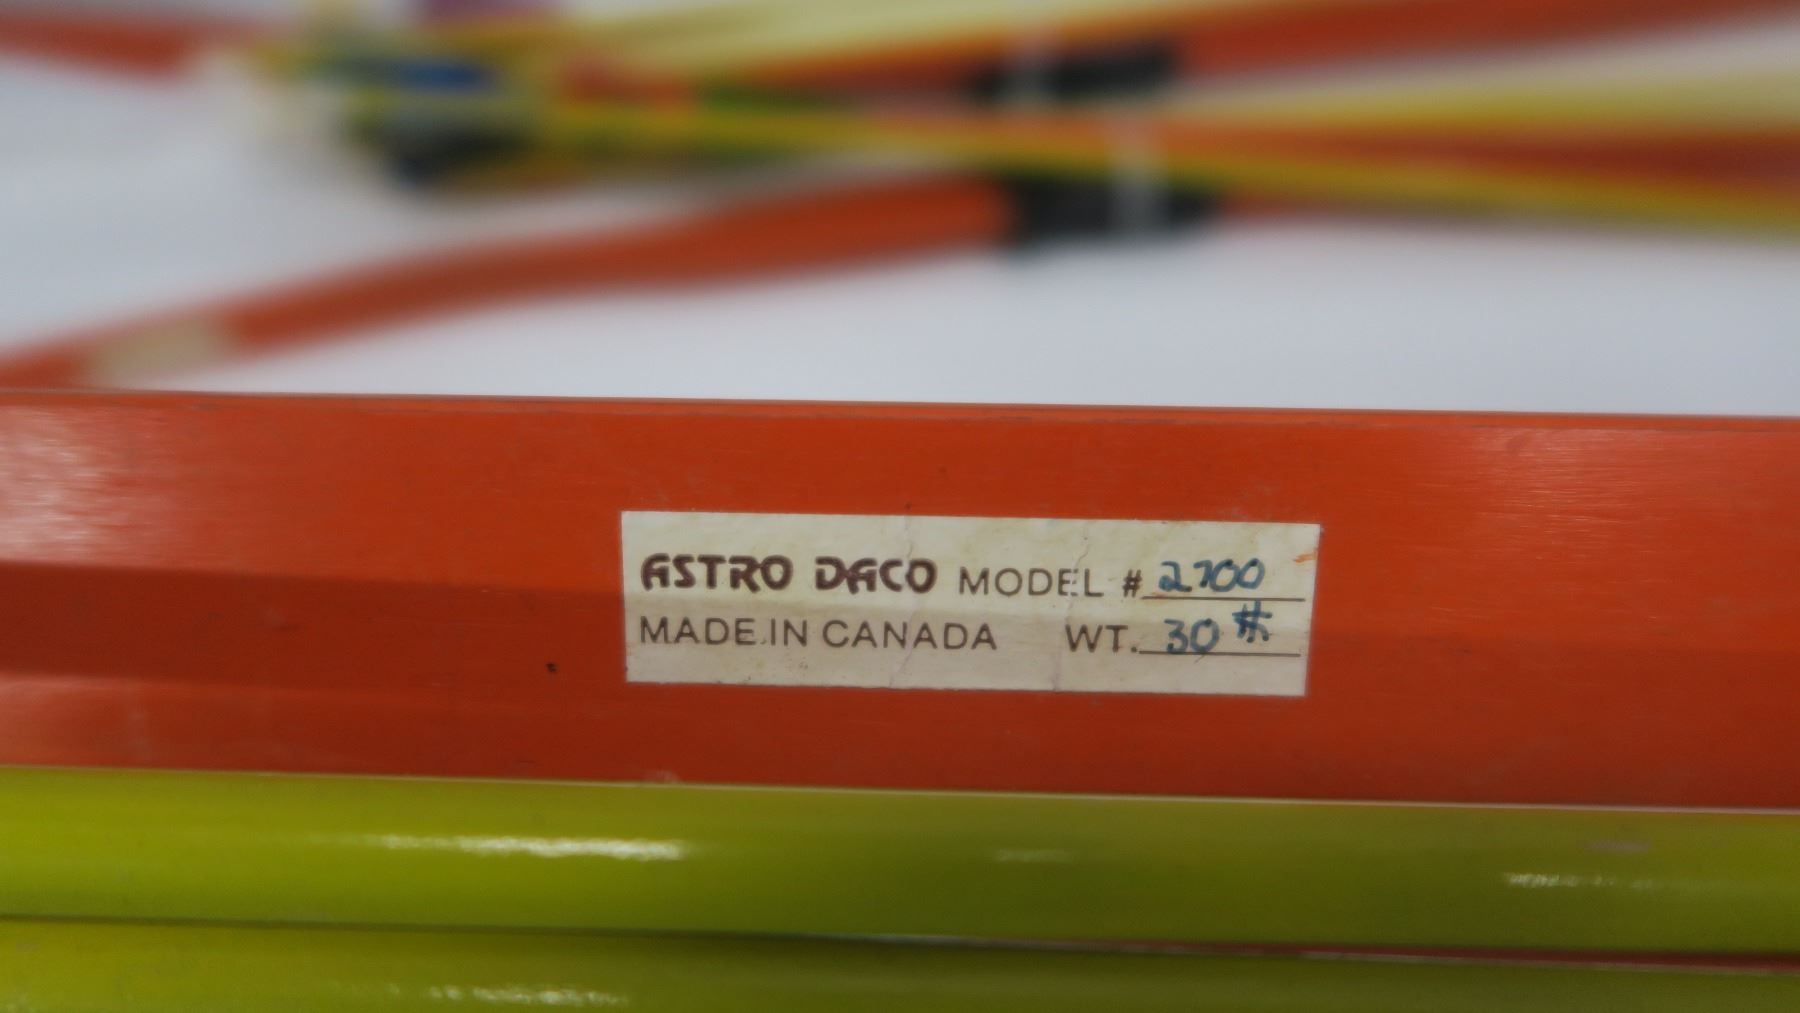 ASTRO DACO MODEL # 2700
MADE IN CANADA WT. 30 #